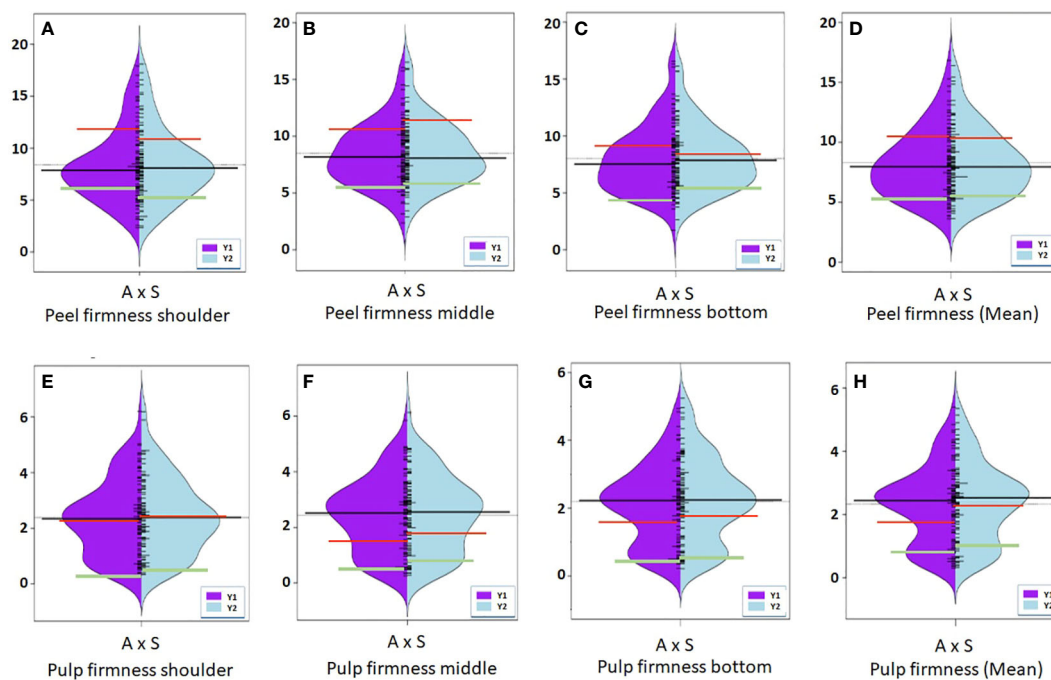 A
20
15
10
5
0
Y1
Y2
A x S
Peel firmness shoulder
B
20
15
10
5
0
Y1
Y2
A x S
Peel firmness middle
C
20
15
10
5
0
Y1
Y2
A x S
Peel firmness bottom
D
20
15
10
5
0
Y1
Y2
A x S
Peel firmness (Mean)
E
6
4
2
0
Y1
Y2
A x S
Pulp firmness shoulder
F
6
4
2
0
Y1
Y2
A x S
Pulp firmness middle
G
6
4
2
0
Y1
Y2
A x S
Pulp firmness bottom
H
6
4
2
0
Y1
Y2
A x S
Pulp firmness (Mean)